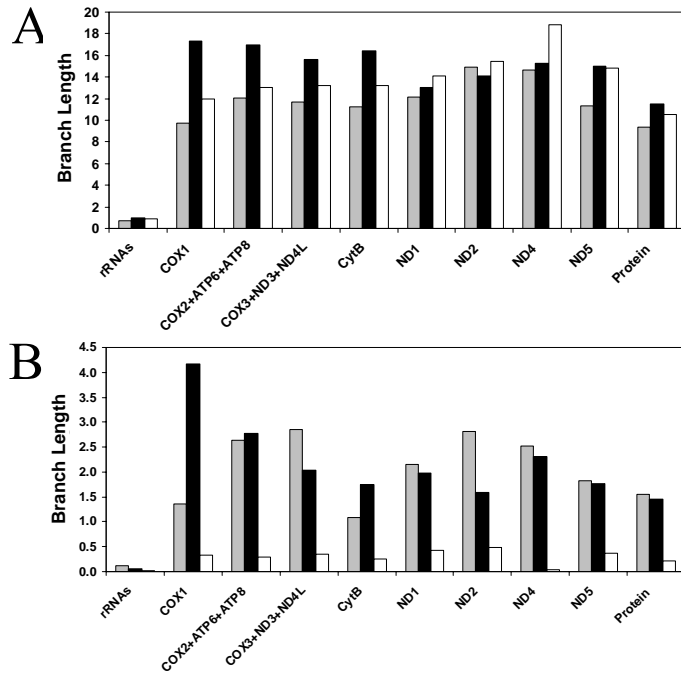 A
Branch Length
20
18
16
14
12
10
8
6
4
2
0
rRNAs
COX1
COX2+ATP6+ATP8
COX3+ND3+ND4L
CytB
ND1
ND2
ND4
ND5
Protein
B
Branch Length
4.5
4.0
3.5
3.0
2.5
2.0
1.5
1.0
0.5
0.0
rRNAs
COX1
COX2+ATP6+ATP8
COX3+ND3+ND4L
CytB
ND1
ND2
ND4
ND5
Protein